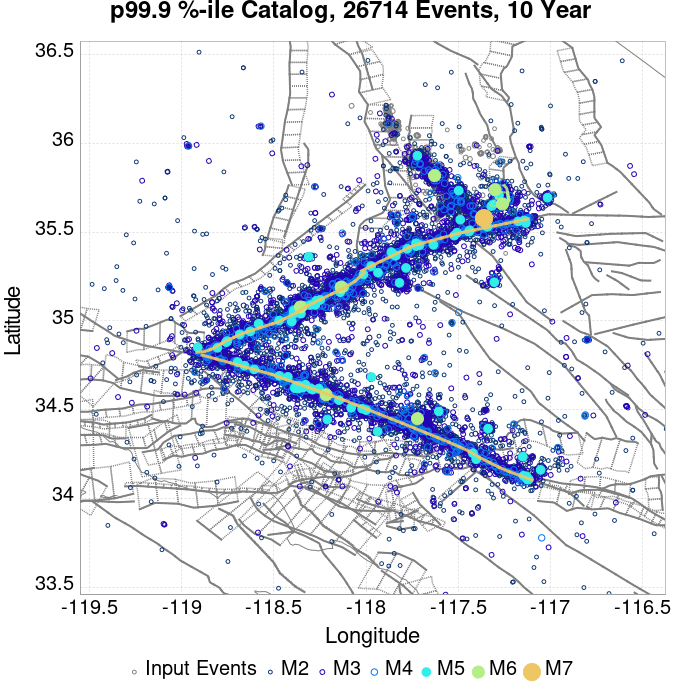 p99.9 %-ile Catalog, 26714 Events, 10 Year
36.5
36
35.5
35
34.5
34
33.5
Latitude
-119.5 -119 -118.5 -118 -117.5 -117 -116.5
Longitude
Input Events M2 M3 M4 M5 M6 M7